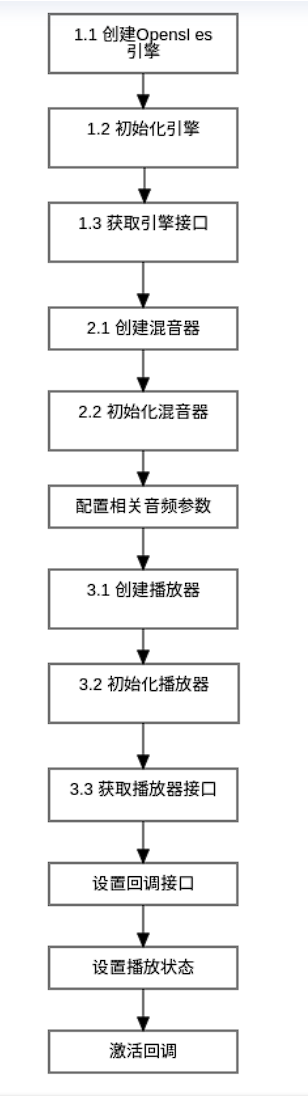 1.1 创建Opensl es
引擎
1.2 初始化引擎
1.3 获取引擎接口
2.1 创建混音器
2.2 初始化混音器
配置相关音频参数
3.1 创建播放器
3.2 初始化播放器
3.3 获取播放器接口
设置回调接口
设置播放状态
激活回调